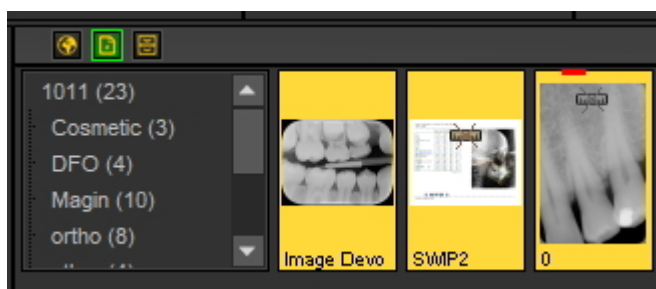 1011 (23)
Cosmetic (3)
DFO (4)
Magin (10)
ortho (8)
Image Devo
SWIP2
0